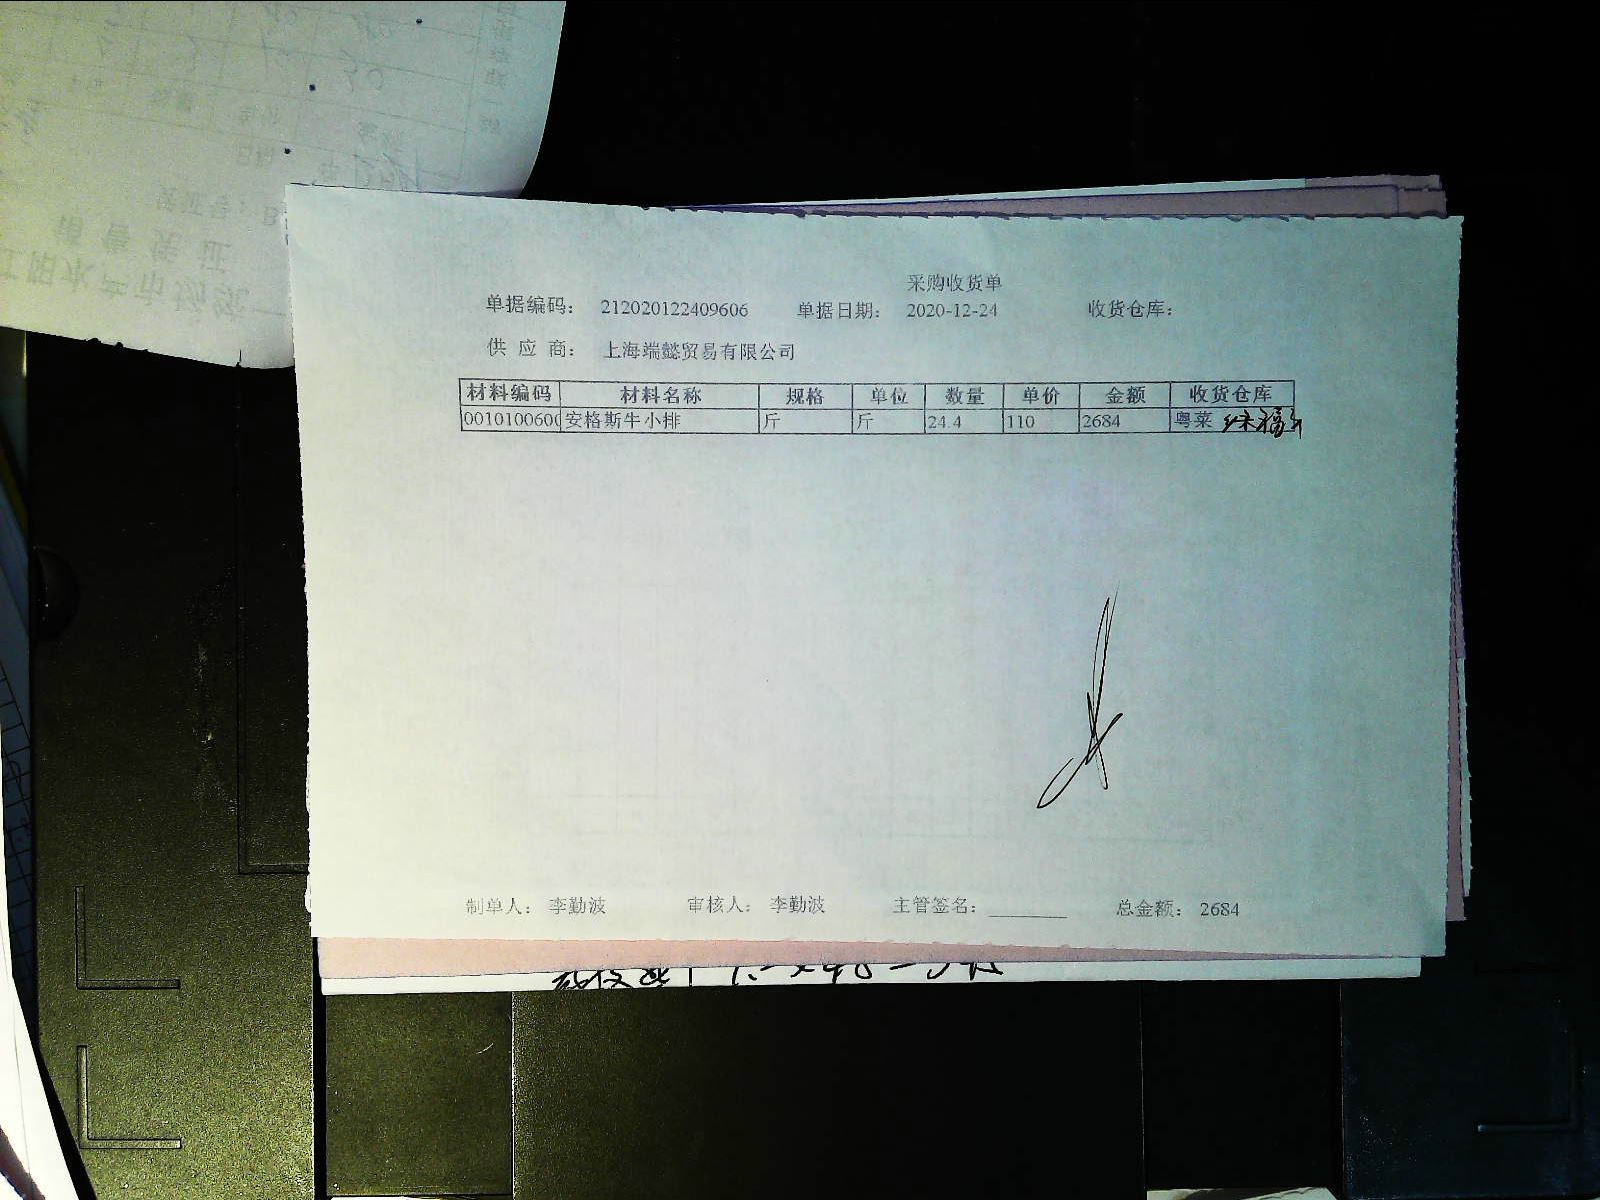 采购收货单
单据编码： 212020122409606 单据日期： 2020-12-24 收货仓库：
供 应 商： 上海端懿贸易有限公司
材料编码 材料名称 规格 单位 数量 单价 金额 收货仓库
0010100600 安格斯牛小排 斤 斤 24.4 110 2684 粤菜
制单人： 李勤波 审核人： 李勤波 主管签名：________ 总金额： 2684